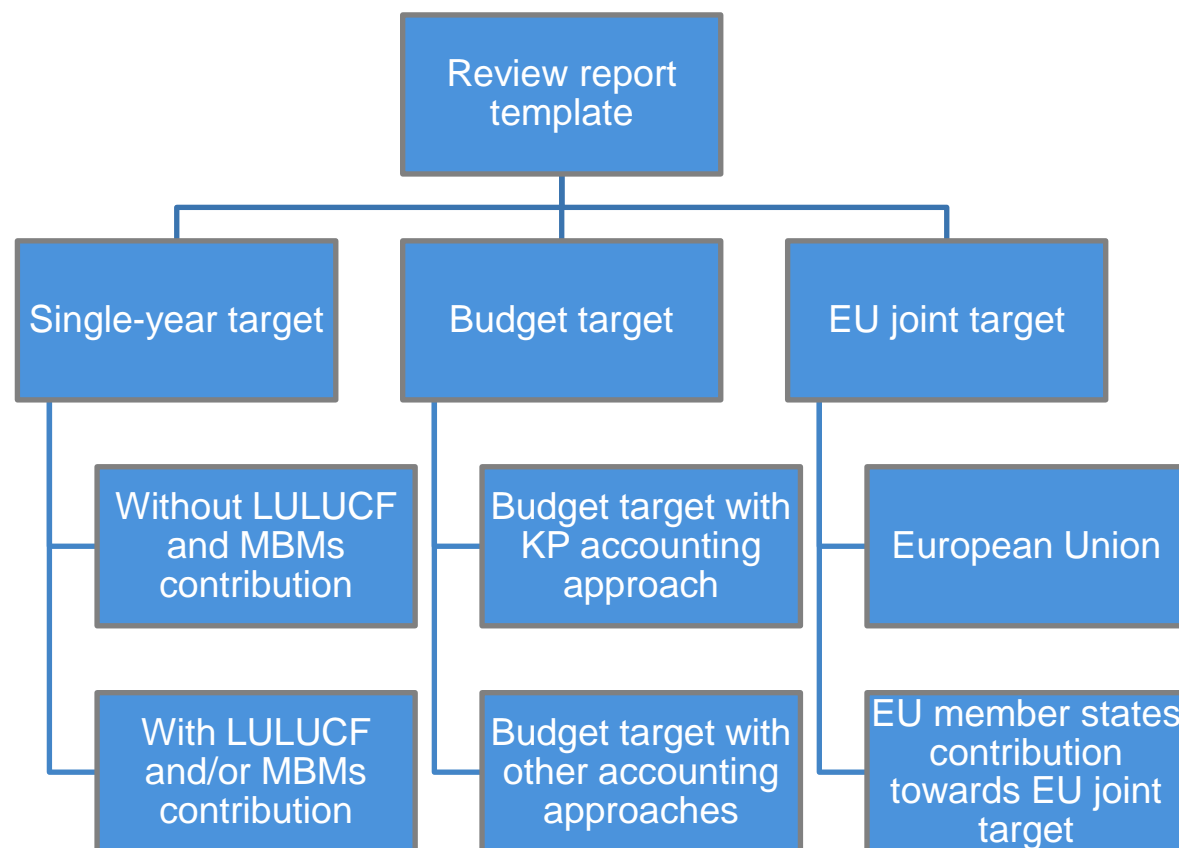 Review report
template
Single-year target
Budget target
EU joint target
Without LULUCF
and MBMs
contribution
Budget target with
KP accounting
approach
European Union
With LULUCF
and/or MBMs
contribution
Budget target with
other accounting
approaches
EU member states
contribution
towards EU joint
target